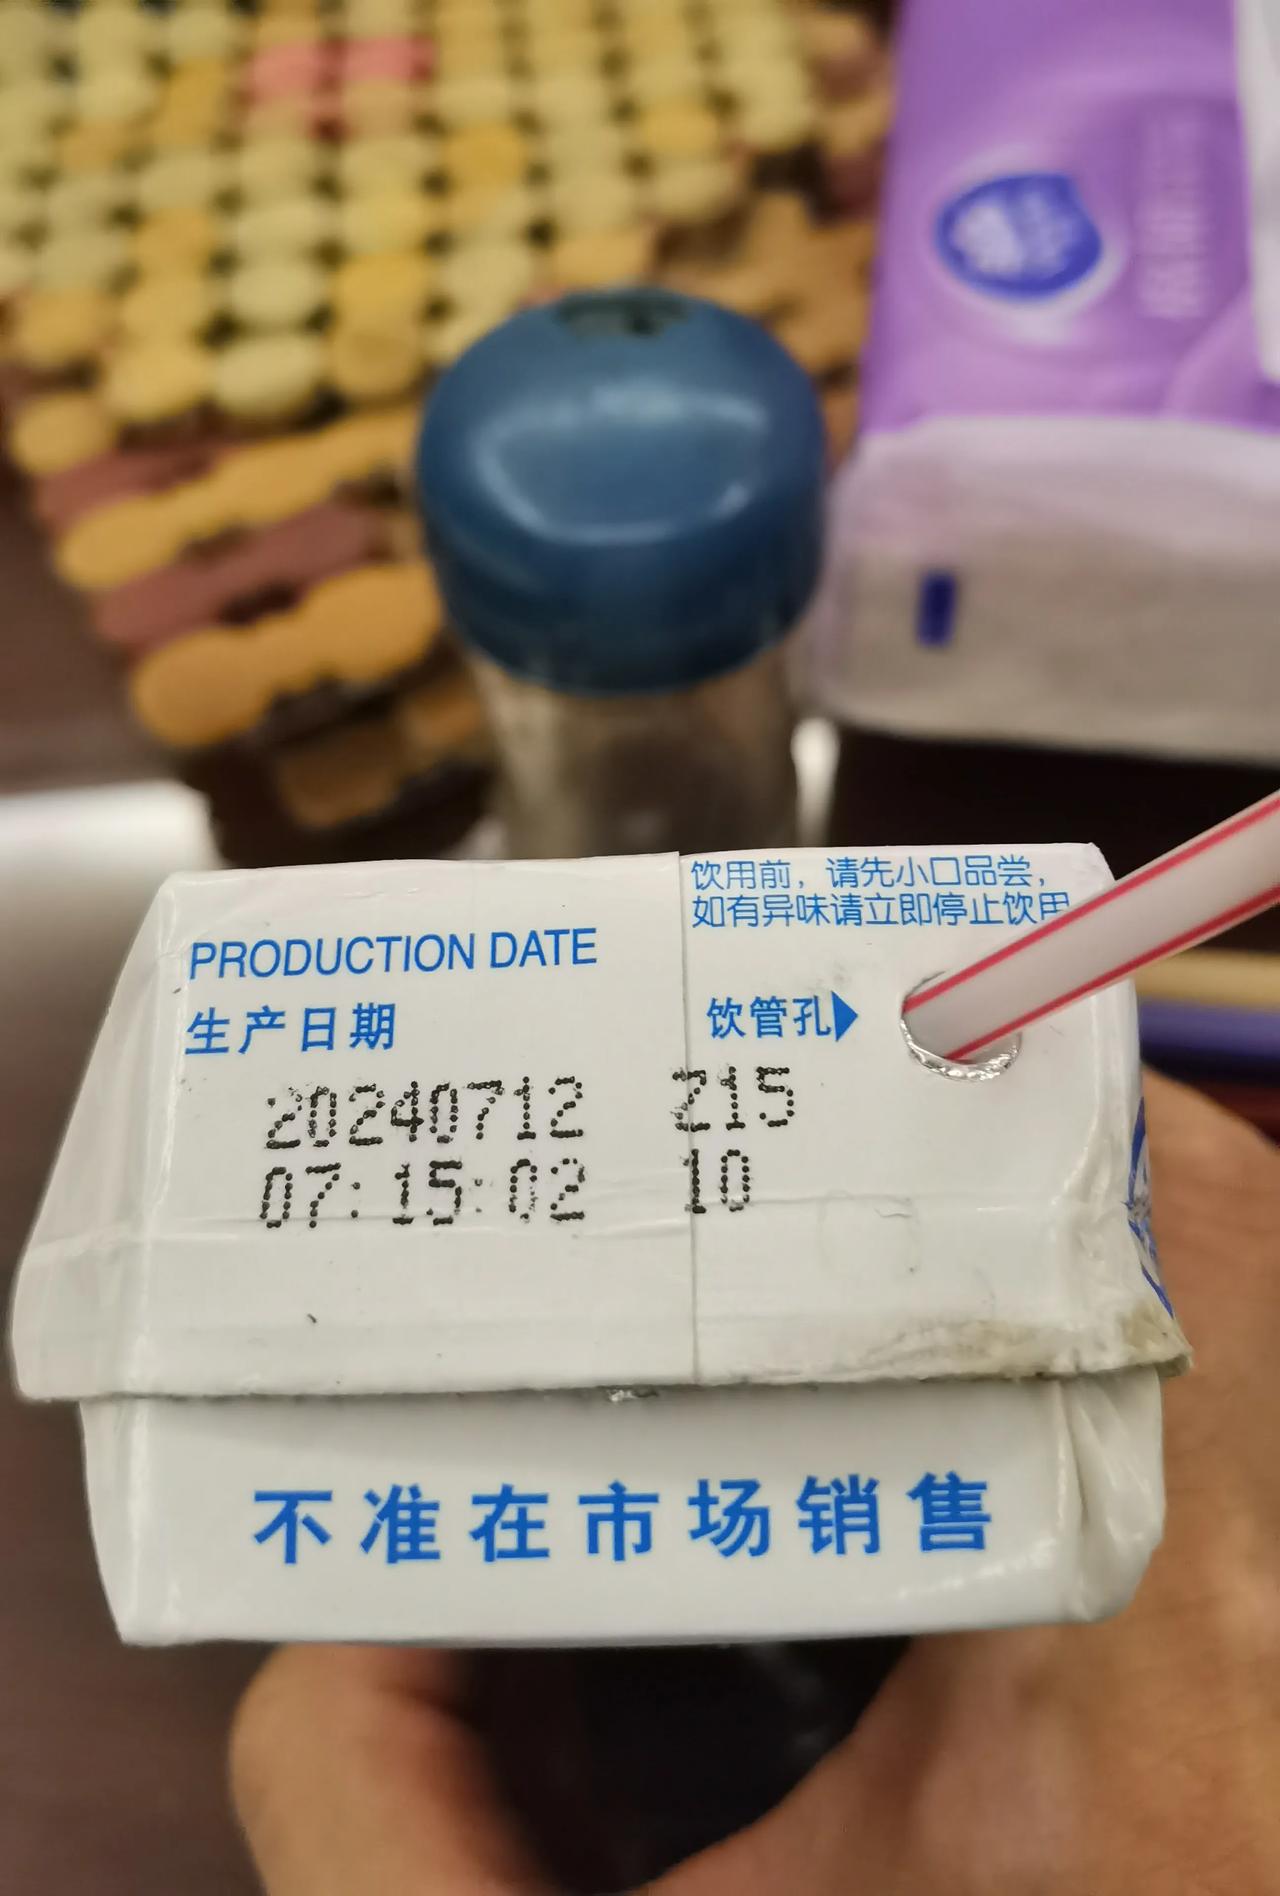 饮用前，请先小口品尝，
如有异味请立即停止饮用
PRODUCTION DATE
生产日期
饮管孔
20240712 215
07:15:02 10
不准在市场销售